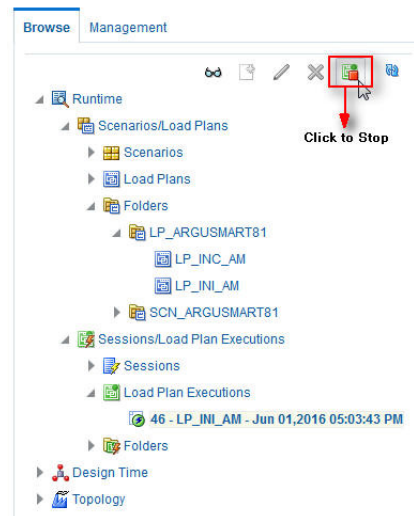 Browse Management
Runtime
Click to Stop
Scenarios/Load Plans
Scenarios
Load Plans
Folders
LP_ARGUSMART81
LP_INC_AM
LP_INI_AM
SCN_ARGUSMART81
Sessions/Load Plan Executions
Sessions
Load Plan Executions
46 - LP_INI_AM - Jun 01,2016 05:03:43 PM
Folders
Design Time
Topology